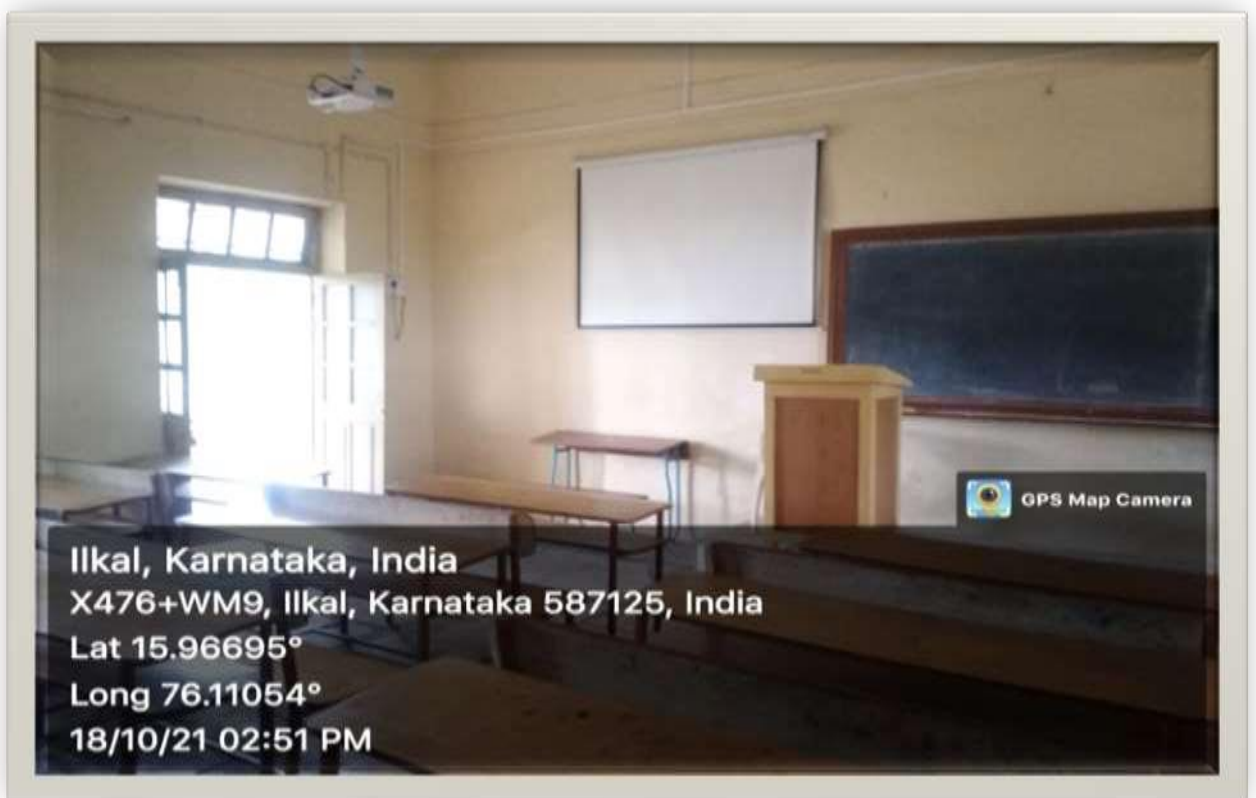 GPS Map Camera
Ilkal, Karnataka, India
X476+WM9, Ilkal, Karnataka 587125, India
Lat 15.96695°
Long 76.11054°
18/10/21 02:51 PM